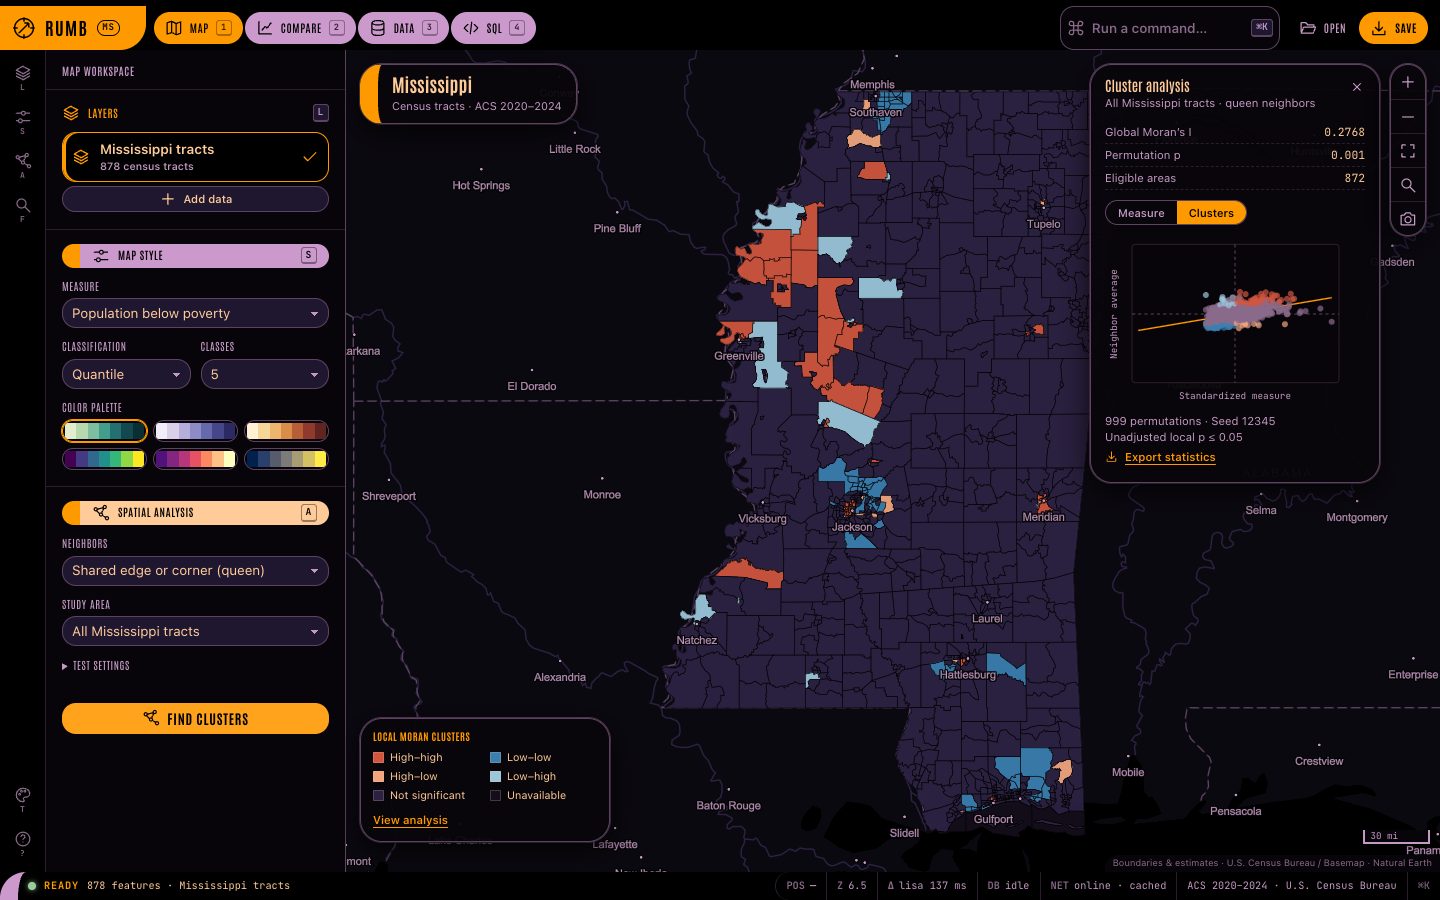 RUMB MS
MAP 1
COMPARE 2
DATA 3
SQL 4
Run a command... ⌘K
OPEN
SAVE
L
S
A
F
T
?
MAP WORKSPACE
LAYERS L
Mississippi tracts
878 census tracts
Add data
MAP STYLE S
MEASURE
Population below poverty
CLASSIFICATION CLASSES
Quantile 5
COLOR PALETTE
SPATIAL ANALYSIS A
NEIGHBORS
Shared edge or corner (queen)
STUDY AREA
All Mississippi tracts
TEST SETTINGS
FIND CLUSTERS
Mississippi
Census tracts · ACS 2020–2024
Memphis
Southaven
Little Rock
Hot Springs
Pine Bluff
Tupelo
adsden
arkana
Greenville
El Dorado
Shreveport
Monroe
Vicksburg
Jackson
Meridian
Selma
Montgomery
ALABAMA
Laurel
Natchez
Hattiesburg
Alexandria
Enterprise
Mobile
Crestview
Baton Rouge
Pensacola
Slidell
Gulfport
Lafayette
Lake Charles
mont
New Iberia
Panam
Cluster analysis
All Mississippi tracts · queen neighbors
Global Moran's I 0.2768
Permutation p 0.001
Eligible areas 872
Measure Clusters
Neighbor average
Standardized measure
999 permutations · Seed 12345
Unadjusted local p ≤ 0.05
Export statistics
LOCAL MORAN CLUSTERS
High–high Low–low
High–low Low–high
Not significant Unavailable
View analysis
30 mi
Boundaries & estimates · U.S. Census Bureau / Basemap · Natural Earth
READY 878 features · Mississippi tracts
POS —
Z 6.5
Δ lisa 137 ms
DB idle
NET online · cached
ACS 2020–2024 · U.S. Census Bureau
⌘K